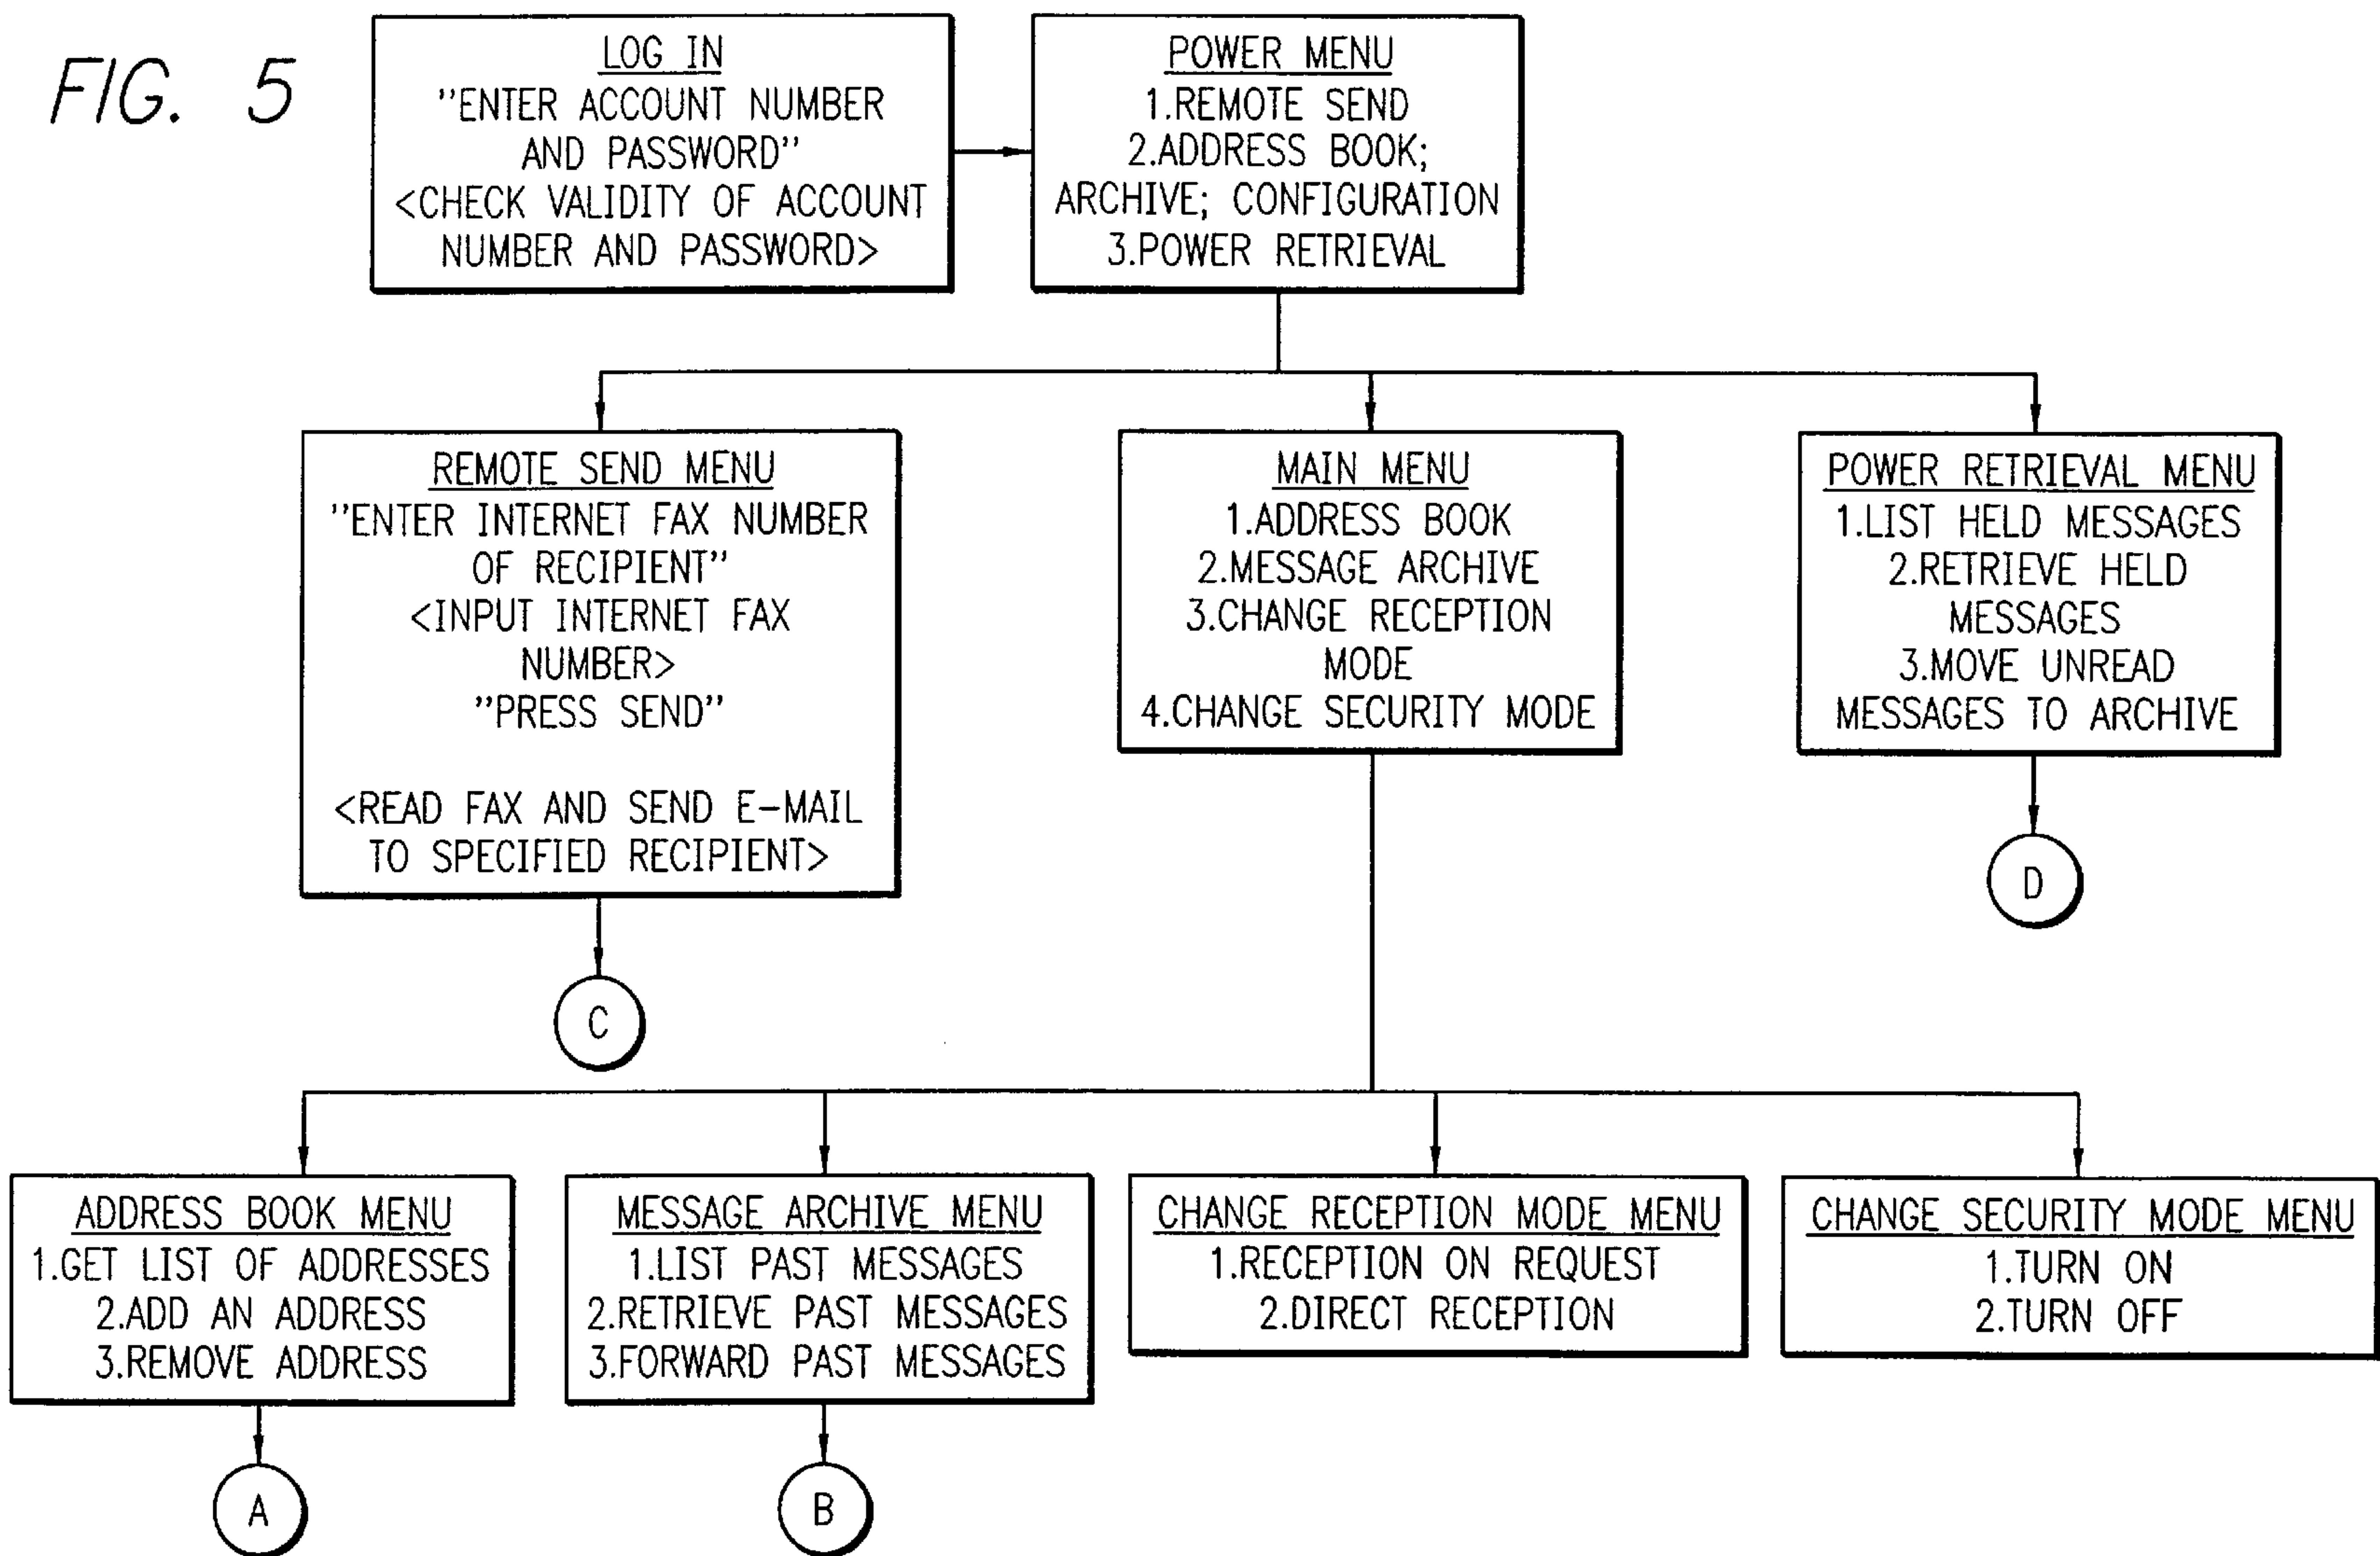 FIG. 5
LOG IN
"ENTER ACCOUNT NUMBER
AND PASSWORD"
<CHECK VALIDITY OF ACCOUNT
NUMBER AND PASSWORD>
POWER MENU
1.REMOTE SEND
2.ADDRESS BOOK;
ARCHIVE; CONFIGURATION
3.POWER RETRIEVAL
REMOTE SEND MENU
"ENTER INTERNET FAX NUMBER
OF RECIPIENT"
<INPUT INTERNET FAX
NUMBER>
"PRESS SEND"
<READ FAX AND SEND E-MAIL
TO SPECIFIED RECIPIENT>
C
MAIN MENU
1.ADDRESS BOOK
2.MESSAGE ARCHIVE
3.CHANGE RECEPTION
MODE
4.CHANGE SECURITY MODE
POWER RETRIEVAL MENU
1.LIST HELD MESSAGES
2.RETRIEVE HELD
MESSAGES
3.MOVE UNREAD
MESSAGES TO ARCHIVE
D
ADDRESS BOOK MENU
1.GET LIST OF ADDRESSES
2.ADD AN ADDRESS
3.REMOVE ADDRESS
A
MESSAGE ARCHIVE MENU
1.LIST PAST MESSAGES
2.RETRIEVE PAST MESSAGES
3.FORWARD PAST MESSAGES
B
CHANGE RECEPTION MODE MENU
1.RECEPTION ON REQUEST
2.DIRECT RECEPTION
CHANGE SECURITY MODE MENU
1.TURN ON
2.TURN OFF